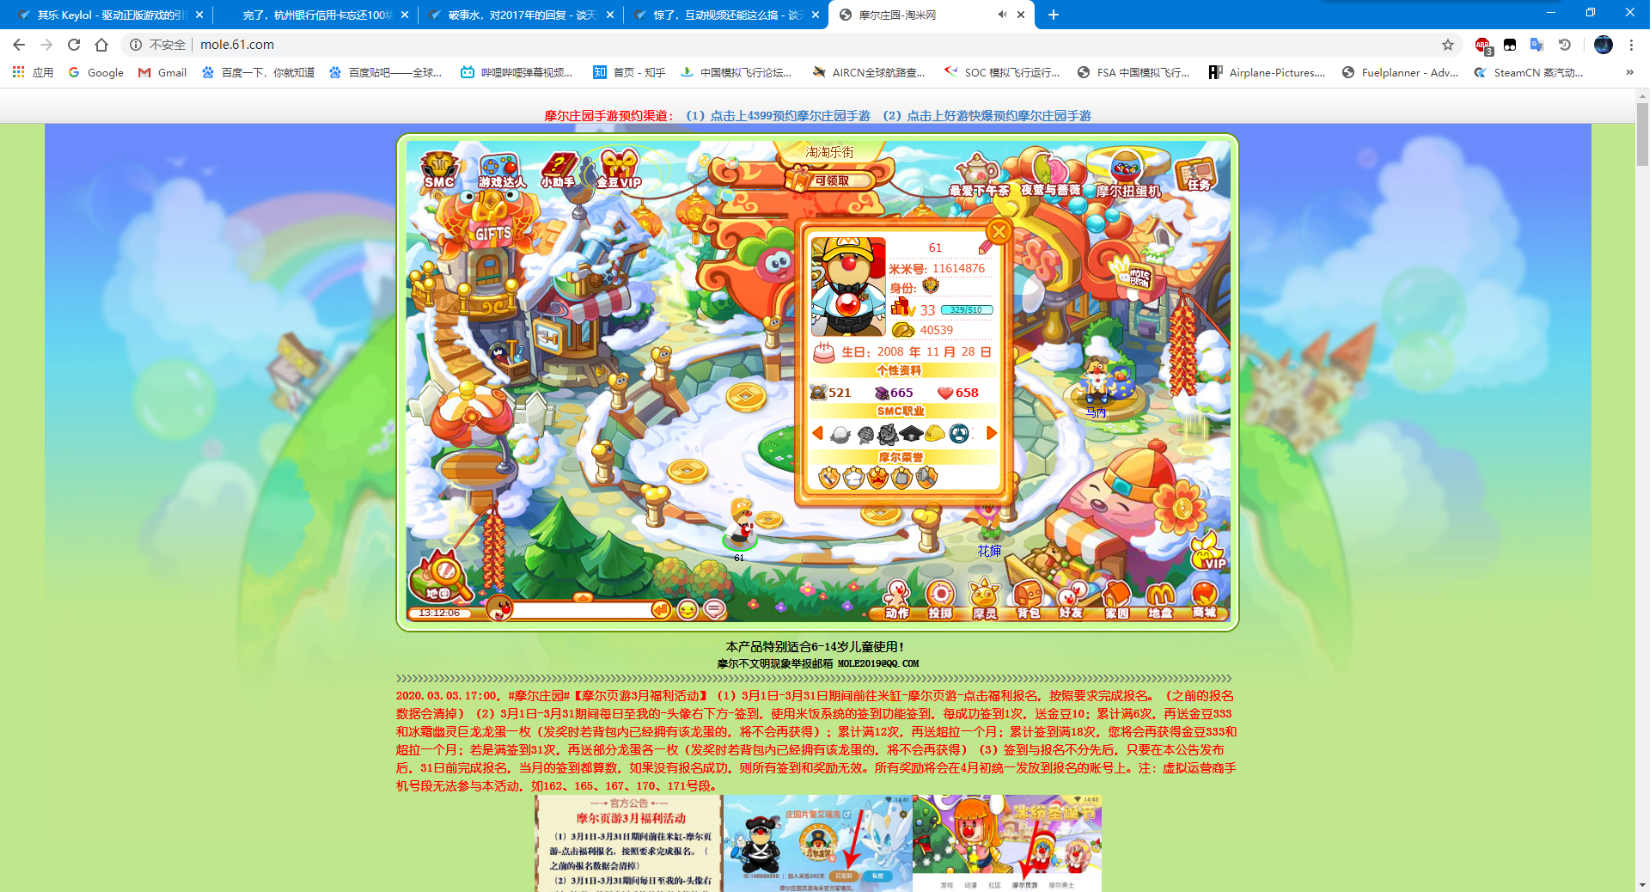 其乐 Keylol - 驱动正版游戏的引
完了，杭州银行信用卡忘还100块
破事水，对2017年的回复 - 谈天
惊了，互动视频还能这么搞 - 谈天
摩尔庄园-淘米网
不安全 | mole.61.com
3
应用
Google
Gmail
百度一下，你就知道
百度贴吧——全球...
哔哩哔哩弹幕视频...
首页 - 知乎
中国模拟飞行论坛...
AIRCN全球航路查...
SOC 模拟飞行运行...
FSA 中国模拟飞行...
Airplane-Pictures....
Fuelplanner - Adv...
SteamCN 蒸汽动...
摩尔庄园手游预约渠道： （1）点击上4399预约摩尔庄园手游 （2）点击上好游快爆预约摩尔庄园手游
淘淘乐街
SMC
游戏达人
小助手
金豆VIP
可领取
最爱下午茶
夜莺与蔷薇
摩尔扭蛋机
任务
GIFTS
MOLE BEAN
61
米米号: 11614876
身份:
33 329/510
40539
生日: 2008 年 11 月 28 日
个性资料
521 665 658
SMC职业
摩尔荣誉
马内
61
花婶
VIP
地图
13:12:06
动作
投掷
摩灵
背包
好友
家园
地盘
商城
本产品特别适合6-14岁儿童使用！
摩尔不文明现象举报邮箱 MOLE2019@QQ.COM
2020.03.03.17:00，#摩尔庄园#【摩尔页游3月福利活动】（1）3月1日-3月31日期间前往米缸-摩尔页游-点击福利报名，按照要求完成报名。（之前的报名
数据会清掉）（2）3月1日-3月31期间每日至我的-头像右下方-签到，使用米饭系统的签到功能签到，每成功签到1次，送金豆10；累计满6次，再送金豆333
和冰霜幽灵巨龙龙蛋一枚（发奖时若背包内已经拥有该龙蛋的，将不会再获得）；累计满12次，再送超拉一个月；累计签到满18次，您将会再获得金豆333和
超拉一个月；若是满签到31次，再送部分龙蛋各一枚（发奖时若背包内已经拥有该龙蛋的，将不会再获得）（3）签到与报名不分先后，只要在本公告发布
后，31日前完成报名，当月的签到都算数，如果没有报名成功，则所有签到和奖励无效。所有奖励将会在4月初统一发放到报名的账号上。注：虚拟运营商手
机号段无法参与本活动，如162、165、167、170、171号段。
官方公告
摩尔页游3月福利活动
（1）3月1日-3月31日期间前往米缸-摩尔页
游-点击福利报名，按照要求完成报名。（
之前的报名数据会清掉）
（2）3月1日-3月31期间每日至我的-头像右
庄园片警艾瑞克
游戏
动漫
社区
摩尔页游
摩尔勇士